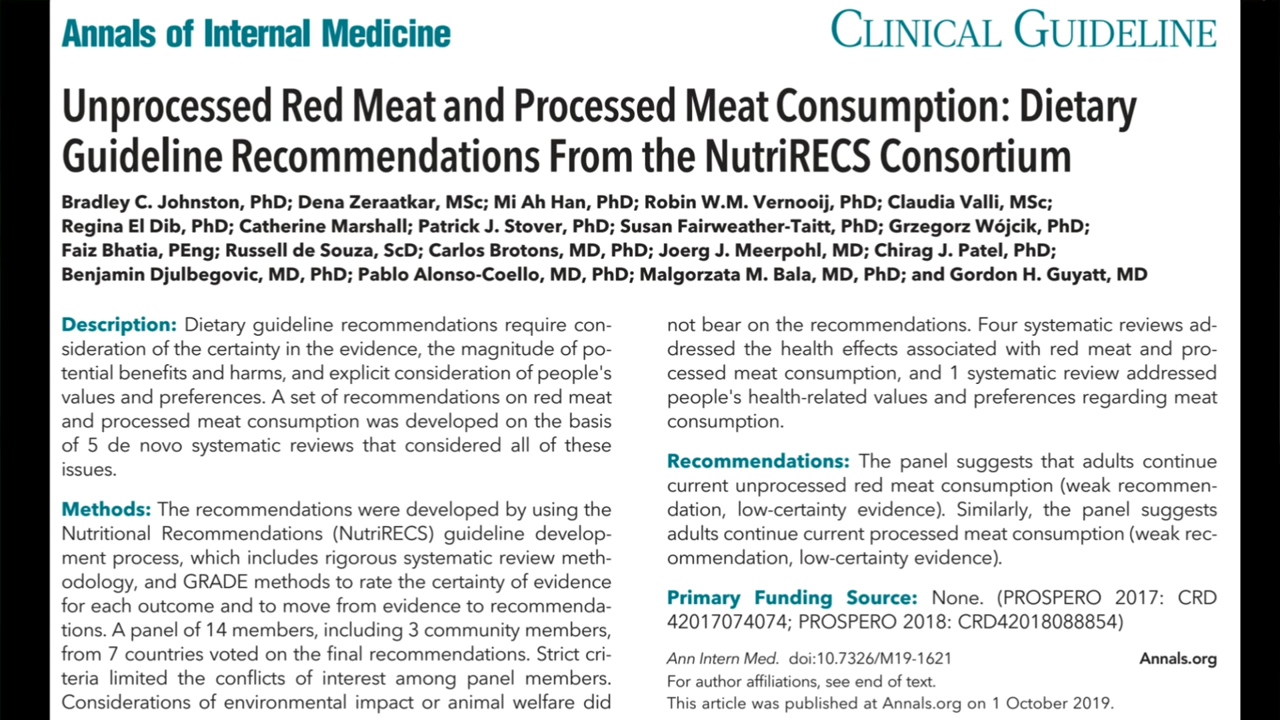 Annals of Internal Medicine
CLINICAL GUIDELINE
Unprocessed Red Meat and Processed Meat Consumption: Dietary
Guideline Recommendations From the NutriRECS Consortium
Bradley C. Johnston, PhD; Dena Zeraatkar, MSc; Mi Ah Han, PhD; Robin W.M. Vernooij, PhD; Claudia Valli, MSc;
Regina El Dib, PhD; Catherine Marshall; Patrick J. Stover, PhD; Susan Fairweather-Taitt, PhD; Grzegorz Wójcik, PhD;
Faiz Bhatia, PEng; Russell de Souza, ScD; Carlos Brotons, MD, PhD; Joerg J. Meerpohl, MD; Chirag J. Patel, PhD;
Benjamin Djulbegovic, MD, PhD; Pablo Alonso-Coello, MD, PhD; Malgorzata M. Bala, MD, PhD; and Gordon H. Guyatt, MD
Description: Dietary guideline recommendations require con-
sideration of the certainty in the evidence, the magnitude of po-
tential benefits and harms, and explicit consideration of people's
values and preferences. A set of recommendations on red meat
and processed meat consumption was developed on the basis
of 5 de novo systematic reviews that considered all of these
issues.
Methods: The recommendations were developed by using the
Nutritional Recommendations (NutriRECS) guideline develop-
ment process, which includes rigorous systematic review meth-
odology, and GRADE methods to rate the certainty of evidence
for each outcome and to move from evidence to recommenda-
tions. A panel of 14 members, including 3 community members,
from 7 countries voted on the final recommendations. Strict cri-
teria limited the conflicts of interest among panel members.
Considerations of environmental impact or animal welfare did
not bear on the recommendations. Four systematic reviews ad-
dressed the health effects associated with red meat and pro-
cessed meat consumption, and 1 systematic review addressed
people's health-related values and preferences regarding meat
consumption.
Recommendations: The panel suggests that adults continue
current unprocessed red meat consumption (weak recommen-
dation, low-certainty evidence). Similarly, the panel suggests
adults continue current processed meat consumption (weak rec-
ommendation, low-certainty evidence).
Primary Funding Source: None. (PROSPERO 2017: CRD
42017074074; PROSPERO 2018: CRD42018088854)
Ann Intern Med. doi:10.7326/M19-1621
Annals.org
For author affiliations, see end of text.
This article was published at Annals.org on 1 October 2019.